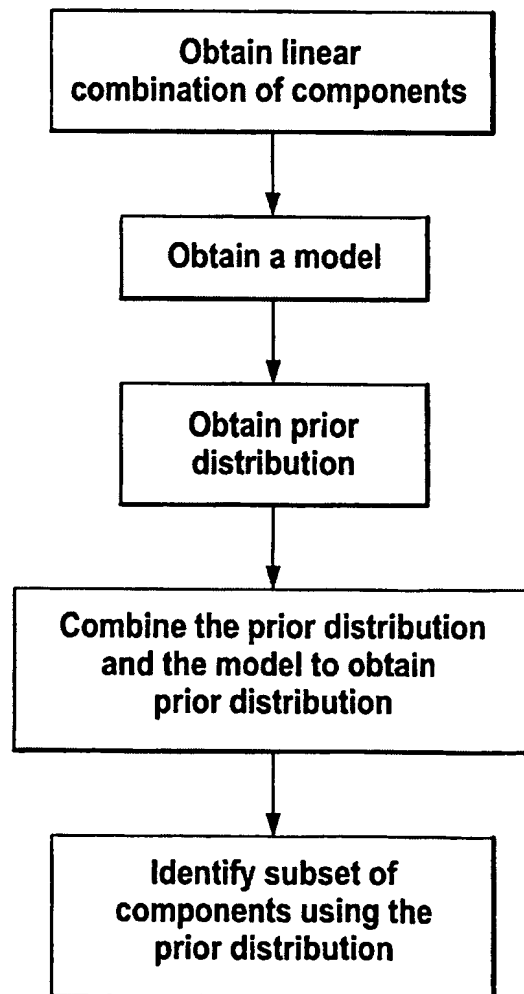 Obtain linear
combination of components
Obtain a model
Obtain prior
distribution
Combine the prior distribution
and the model to obtain
prior distribution
Identify subset of
components using the
prior distribution